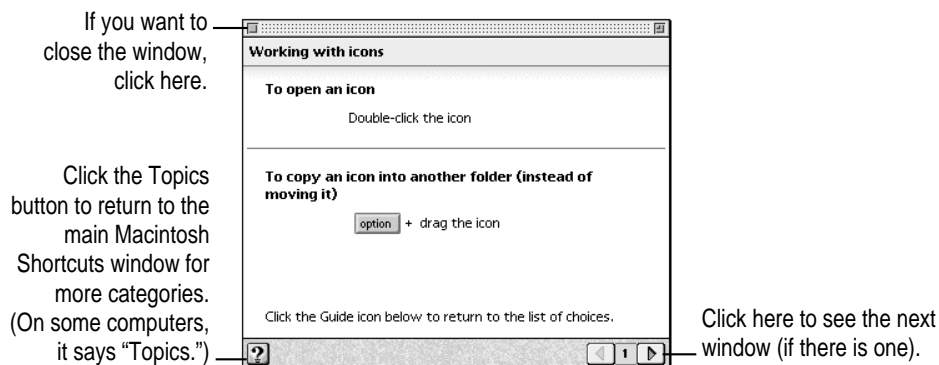 If you want to
close the window,
click here.
Working with icons
To open an icon
Double-click the icon
Click the Topics
button to return to the
main Macintosh
Shortcuts window for
more categories.
(On some computers,
it says “Topics.”)
To copy an icon into another folder (instead of
moving it)
option + drag the icon
Click the Guide icon below to return to the list of choices.
?
1
Click here to see the next
window (if there is one).